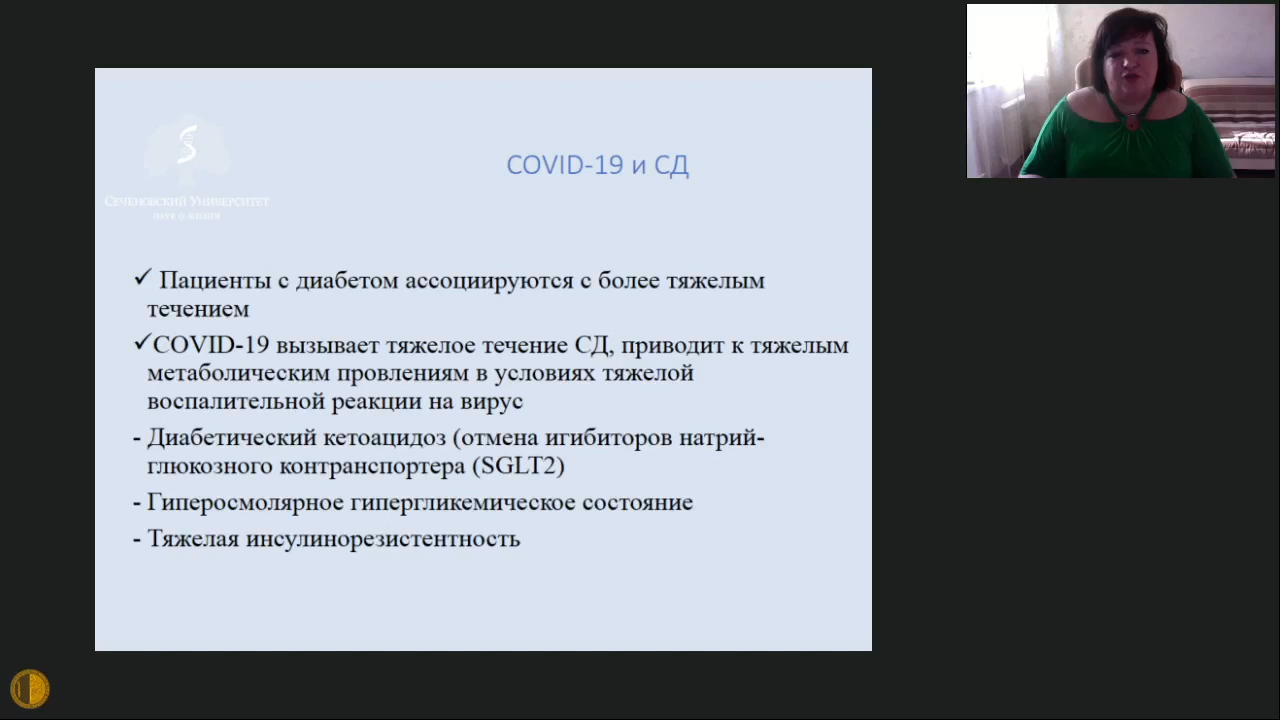 СЕЧЕНОВСКИЙ УНИВЕРСИТЕТ
НАУК О ЖИЗНИ
COVID-19 и СД
✓ Пациенты с диабетом ассоциируются с более тяжелым
течением
✓COVID-19 вызывает тяжелое течение СД, приводит к тяжелым
метаболическим провлениям в условиях тяжелой
воспалительной реакции на вирус
- Диабетический кетоацидоз (отмена игибиторов натрий-
глюкозного контранспортера (SGLT2)
- Гиперосмолярное гипергликемическое состояние
- Тяжелая инсулинорезистентность